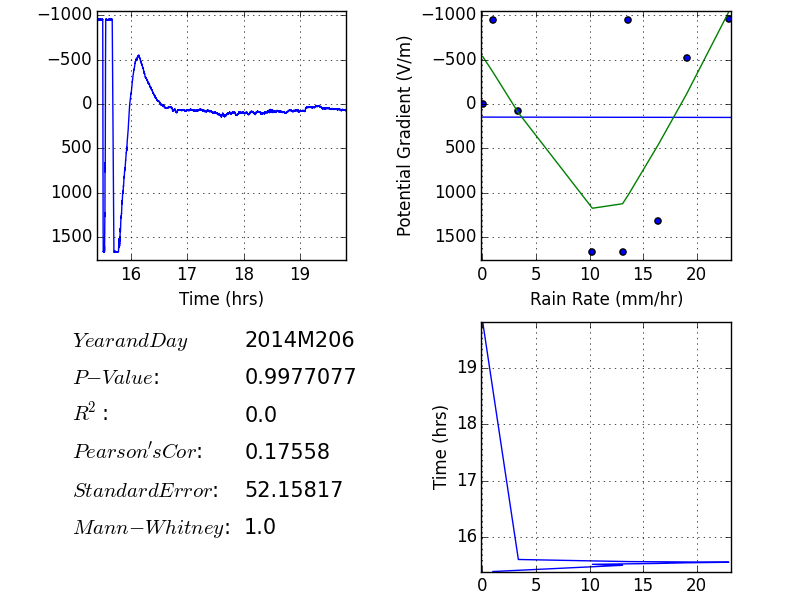 −1000
−500
0
500
1000
1500
16 17 18 19
Time (hrs)
−1000
−500
0
500
1000
1500
Potential Gradient (V/m)
0 5 10 15 20
Rain Rate (mm/hr)
YearandDay 2014M206
P−Value: 0.9977077
R²: 0.0
Pearson'sCor: 0.17558
StandardError: 52.15817
Mann−Whitney: 1.0
19
18
17
16
Time (hrs)
0 5 10 15 20